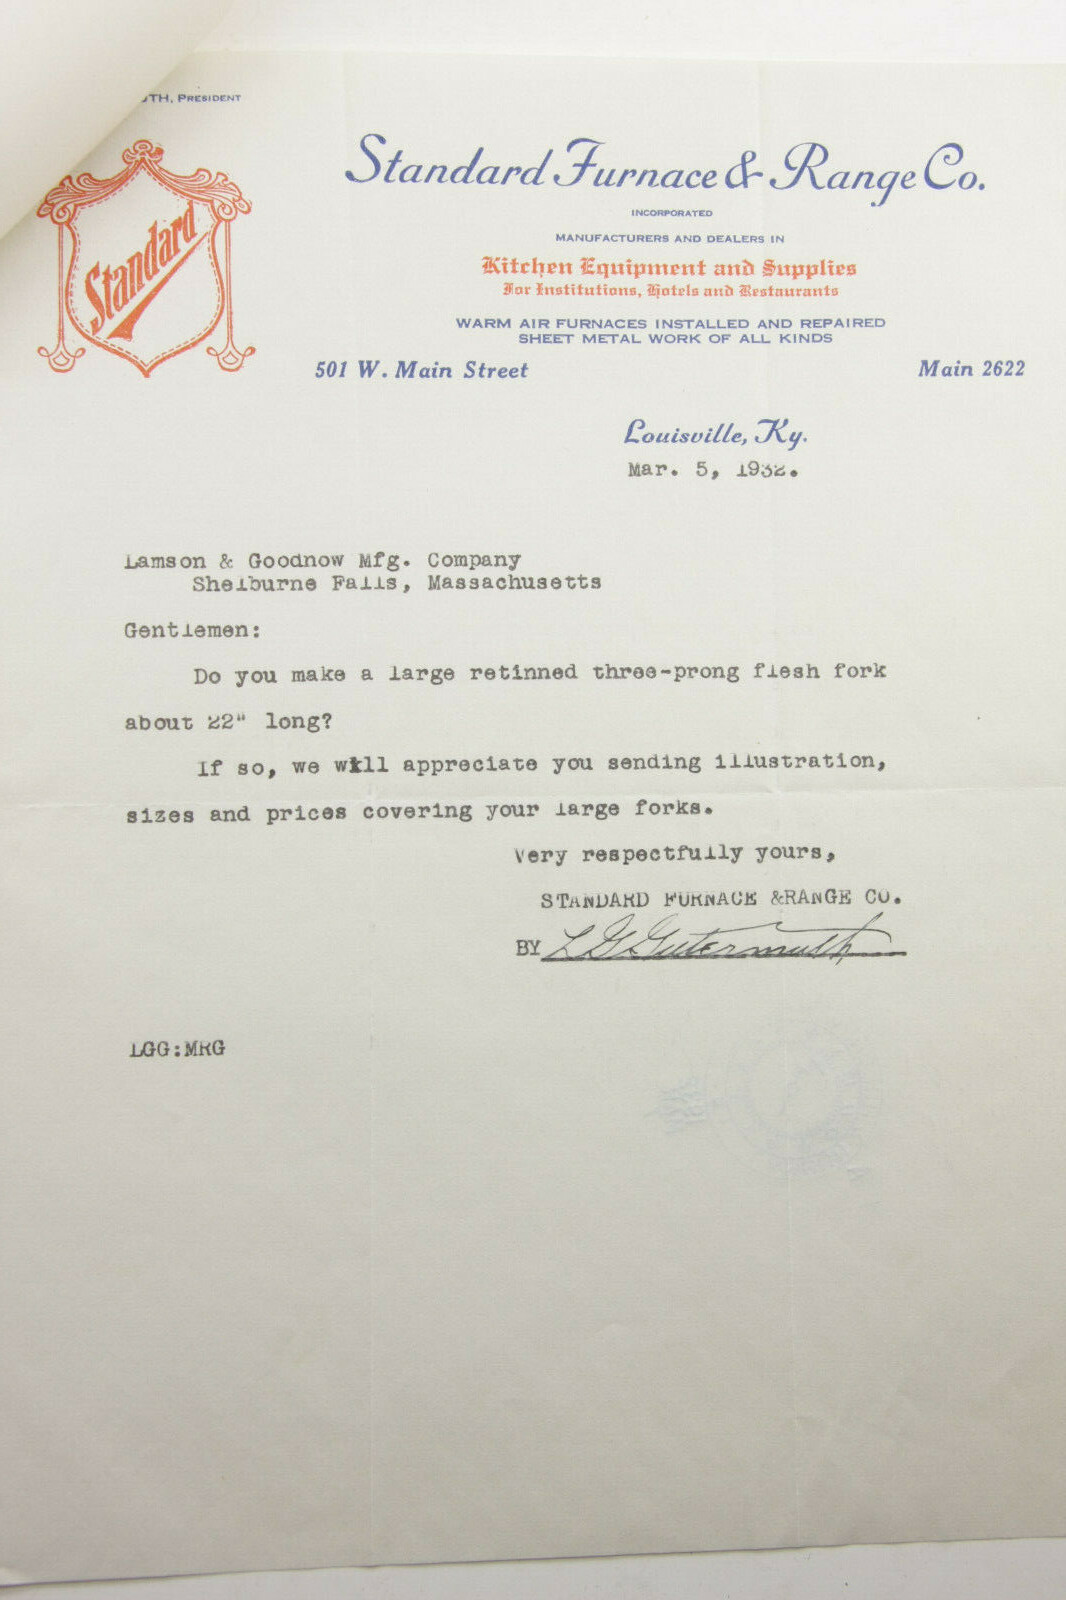 UTH, PRESIDENT
Standard
Standard Furnace & Range Co.
INCORPORATED
MANUFACTURERS AND DEALERS IN
Kitchen Equipment and Supplies
For Institutions, Hotels and Restaurants
WARM AIR FURNACES INSTALLED AND REPAIRED
SHEET METAL WORK OF ALL KINDS
501 W. Main Street Main 2622
Louisville, Ky.
Mar. 5, 1932.
Lamson & Goodnow Mfg. Company
Shelburne Falls, Massachusetts
Gentlemen:
Do you make a large retinned three-prong flesh fork
about 22" long?
If so, we will appreciate you sending illustration,
sizes and prices covering your large forks.
Very respectfully yours,
STANDARD FURNACE &RANGE CO.
BY L G Gutermuth
LGG:MRG